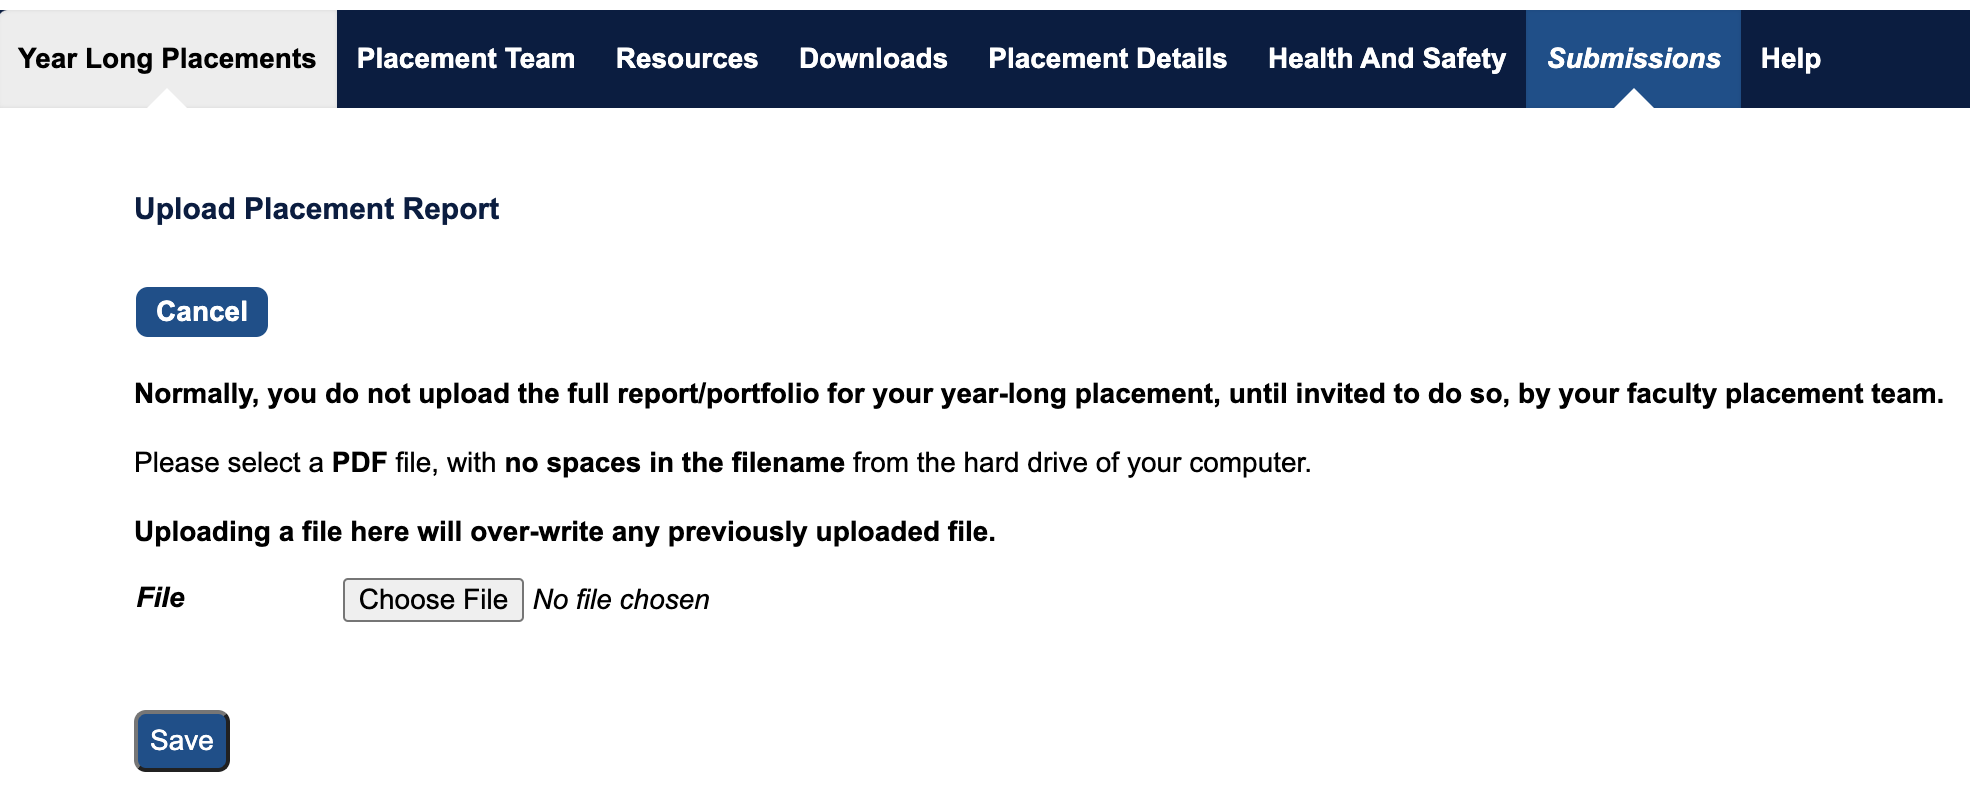 Year Long Placements Placement Team Resources Downloads Placement Details Health And Safety Submissions Help
Upload Placement Report
Cancel
Normally, you do not upload the full report/portfolio for your year-long placement, until invited to do so, by your faculty placement team.
Please select a PDF file, with no spaces in the filename from the hard drive of your computer.
Uploading a file here will over-write any previously uploaded file.
File Choose File No file chosen
Save